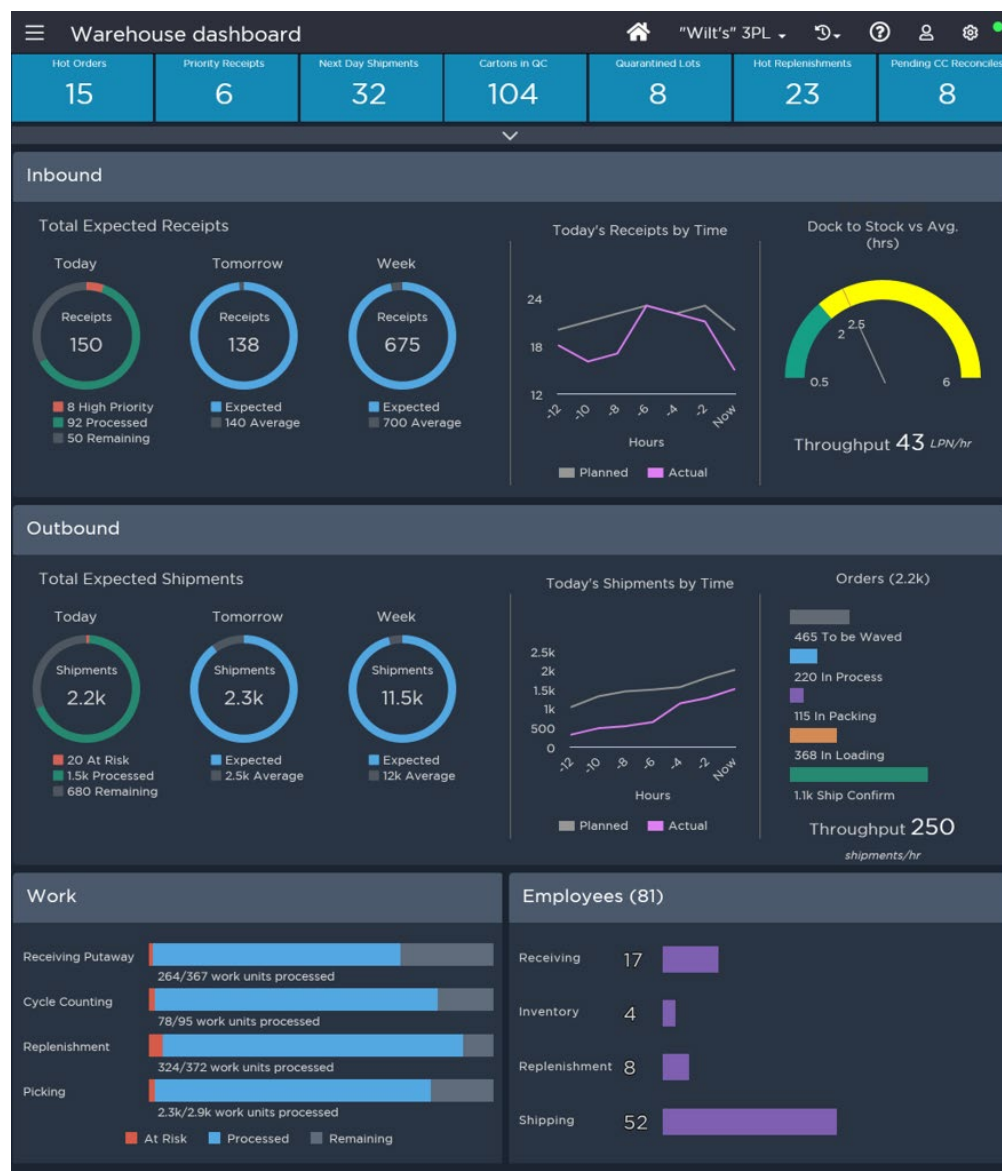 Warehouse dashboard
"Wilt's" 3PL
Hot Orders
15
Priority Receipts
6
Next Day Shipments
32
Cartons in QC
104
Quarantined Lots
8
Hot Replenishments
23
Pending CC Reconciles
8
Inbound
Total Expected Receipts
Today
Receipts
150
8 High Priority
92 Processed
50 Remaining
Tomorrow
Receipts
138
Expected
140 Average
Week
Receipts
675
Expected
700 Average
Today's Receipts by Time
24
18
12
-12 -10 -8 -6 -4 -2 Now
Hours
Planned Actual
Dock to Stock vs Avg.
(hrs)
2 2.5
0.5 6
Throughput 43 LPN/hr
Outbound
Total Expected Shipments
Today
Shipments
2.2k
20 At Risk
1.5k Processed
680 Remaining
Tomorrow
Shipments
2.3k
Expected
2.5k Average
Week
Shipments
11.5k
Expected
12k Average
Today's Shipments by Time
2.5k
2k
1.5k
1k
500
0
-12 -10 -8 -6 -4 -2 Now
Hours
Planned Actual
Orders (2.2k)
465 To be Waved
220 In Process
115 In Packing
368 In Loading
1.1k Ship Confirm
Throughput 250
shipments/hr
Work
Receiving Putaway
264/367 work units processed
Cycle Counting
78/95 work units processed
Replenishment
324/372 work units processed
Picking
2.3k/2.9k work units processed
At Risk Processed Remaining
Employees (81)
Receiving 17
Inventory 4
Replenishment 8
Shipping 52